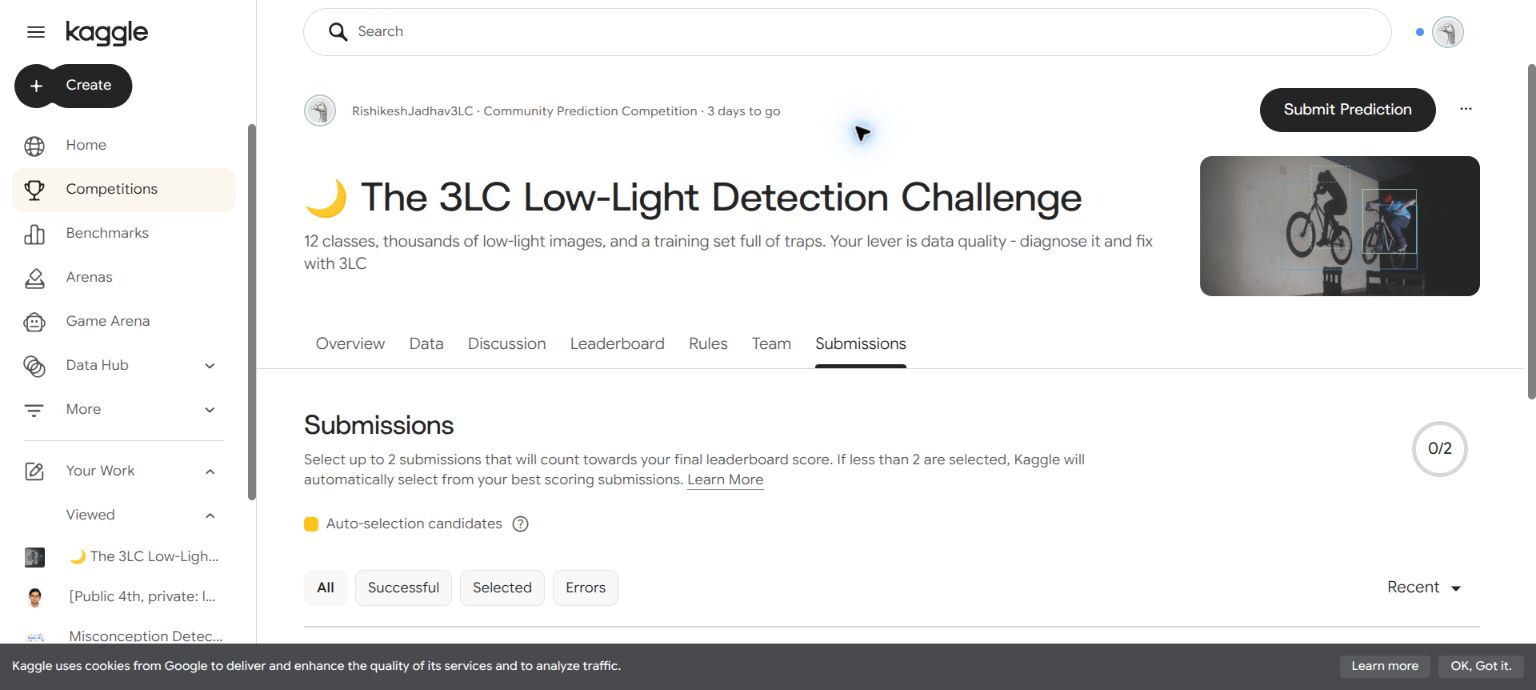 kaggle
Search
Create
RishikeshJadhav3LC · Community Prediction Competition · 3 days to go
Submit Prediction
Home
Competitions
🌙 The 3LC Low-Light Detection Challenge
Benchmarks
12 classes, thousands of low-light images, and a training set full of traps. Your lever is data quality - diagnose it and fix
with 3LC
Arenas
Game Arena
Overview Data Discussion Leaderboard Rules Team Submissions
Data Hub
More
Submissions
Select up to 2 submissions that will count towards your final leaderboard score. If less than 2 are selected, Kaggle will
automatically select from your best scoring submissions. Learn More
0/2
Your Work
Viewed
Auto-selection candidates
🌙 The 3LC Low-Ligh...
All Successful Selected Errors Recent
[Public 4th, private: I...
Misconception Detec...
Kaggle uses cookies from Google to deliver and enhance the quality of its services and to analyze traffic.
Learn more OK, Got it.